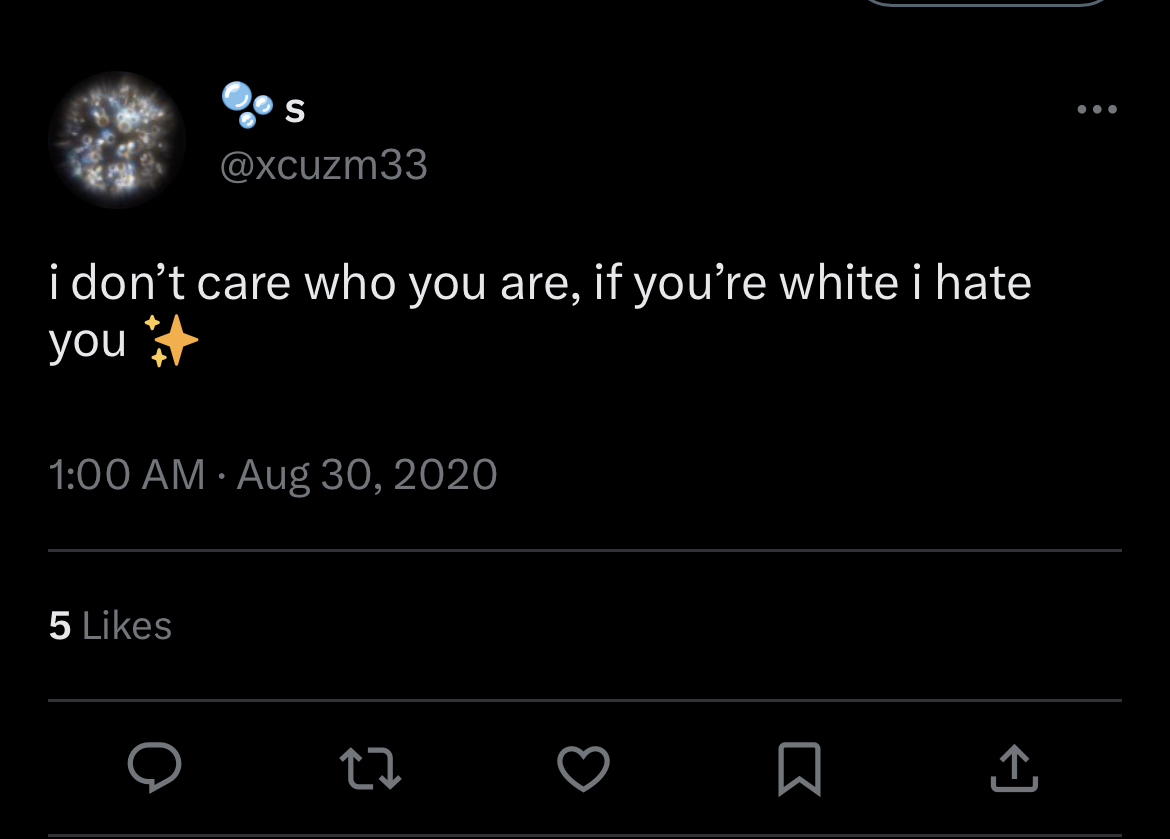 🫧 s
@xcuzm33
i don’t care who you are, if you’re white i hate
you ✨
1:00 AM · Aug 30, 2020
5 Likes